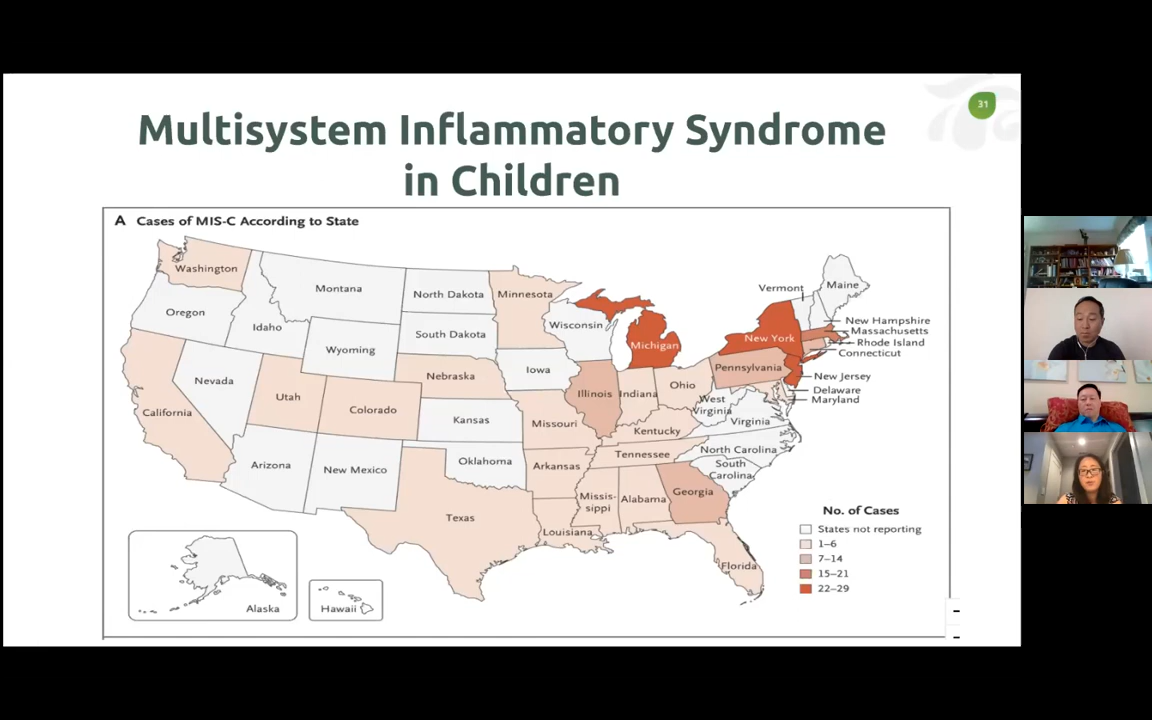 31
Multisystem Inflammatory Syndrome
in Children
A Cases of MIS-C According to State
Washington
Oregon
Idaho
Montana
Wyoming
North Dakota
South Dakota
Minnesota
Wisconsin
Michigan
Vermont
Maine
New Hampshire
Massachusetts
Rhode Island
Connecticut
New York
Pennsylvania
New Jersey
Delaware
Maryland
Nevada
Utah
Colorado
California
Nebraska
Iowa
Kansas
Missouri
Illinois
Indiana
Ohio
West
Virginia
Virginia
Kentucky
Tennessee
North Carolina
South
Carolina
Arizona
New Mexico
Oklahoma
Arkansas
Texas
Louisiana
Missis-
sippi
Alabama
Georgia
Florida
Alaska
Hawaii
No. of Cases
States not reporting
1–6
7–14
15–21
22–29